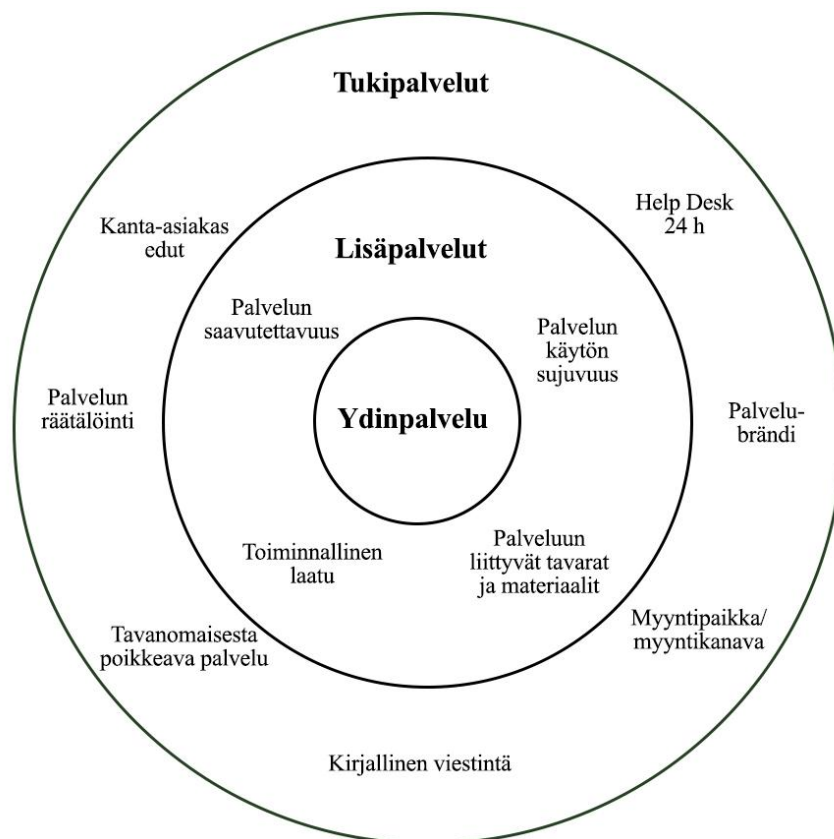 Tukipalvelut
Kanta-asiakas
edut
Help Desk
24 h
Lisäpalvelut
Palvelun
saavutettavuus
Palvelun
käytön
sujuvuus
Palvelun
räätälöinti
Ydinpalvelu
Palvelu-
brändi
Toiminnallinen
laatu
Palveluun
liittyvät tavarat
ja materiaalit
Tavanomaisesta
poikkeava palvelu
Myyntipaikka/
myyntikanava
Kirjallinen viestintä